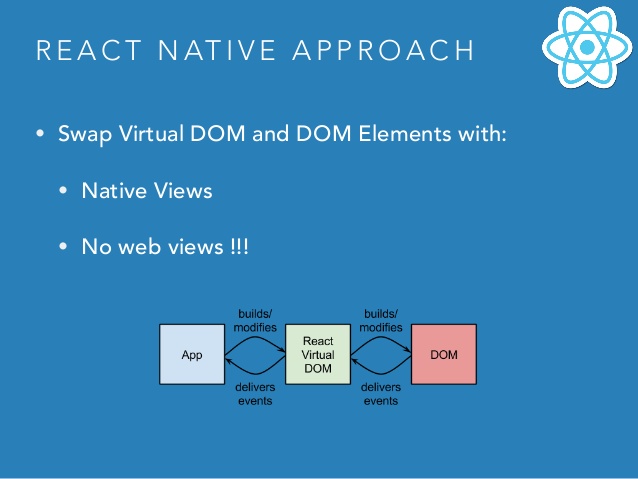 REACT NATIVE APPROACH
• Swap Virtual DOM and DOM Elements with:
• Native Views
• No web views !!!
builds/
modifies
builds/
modifies
App
React
Virtual
DOM
DOM
delivers
events
delivers
events